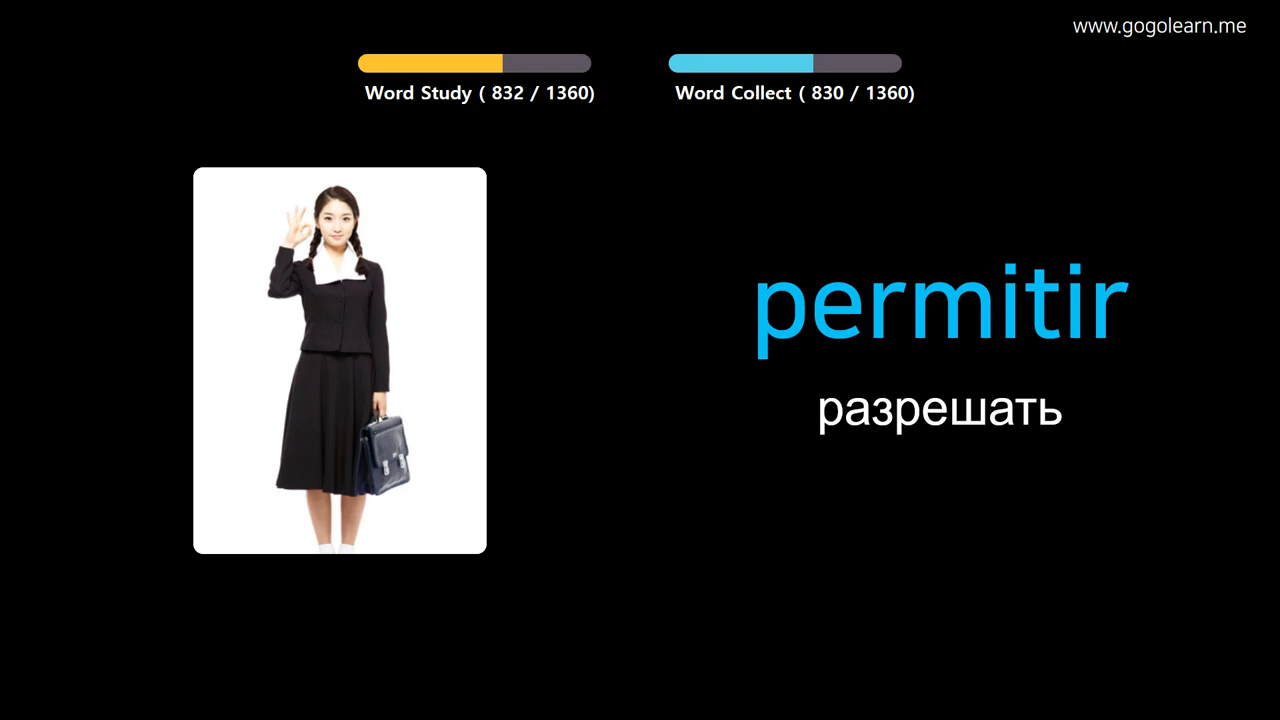 www.gogolearn.me
Word Study ( 832 / 1360)
Word Collect ( 830 / 1360)
permitir
разрешать